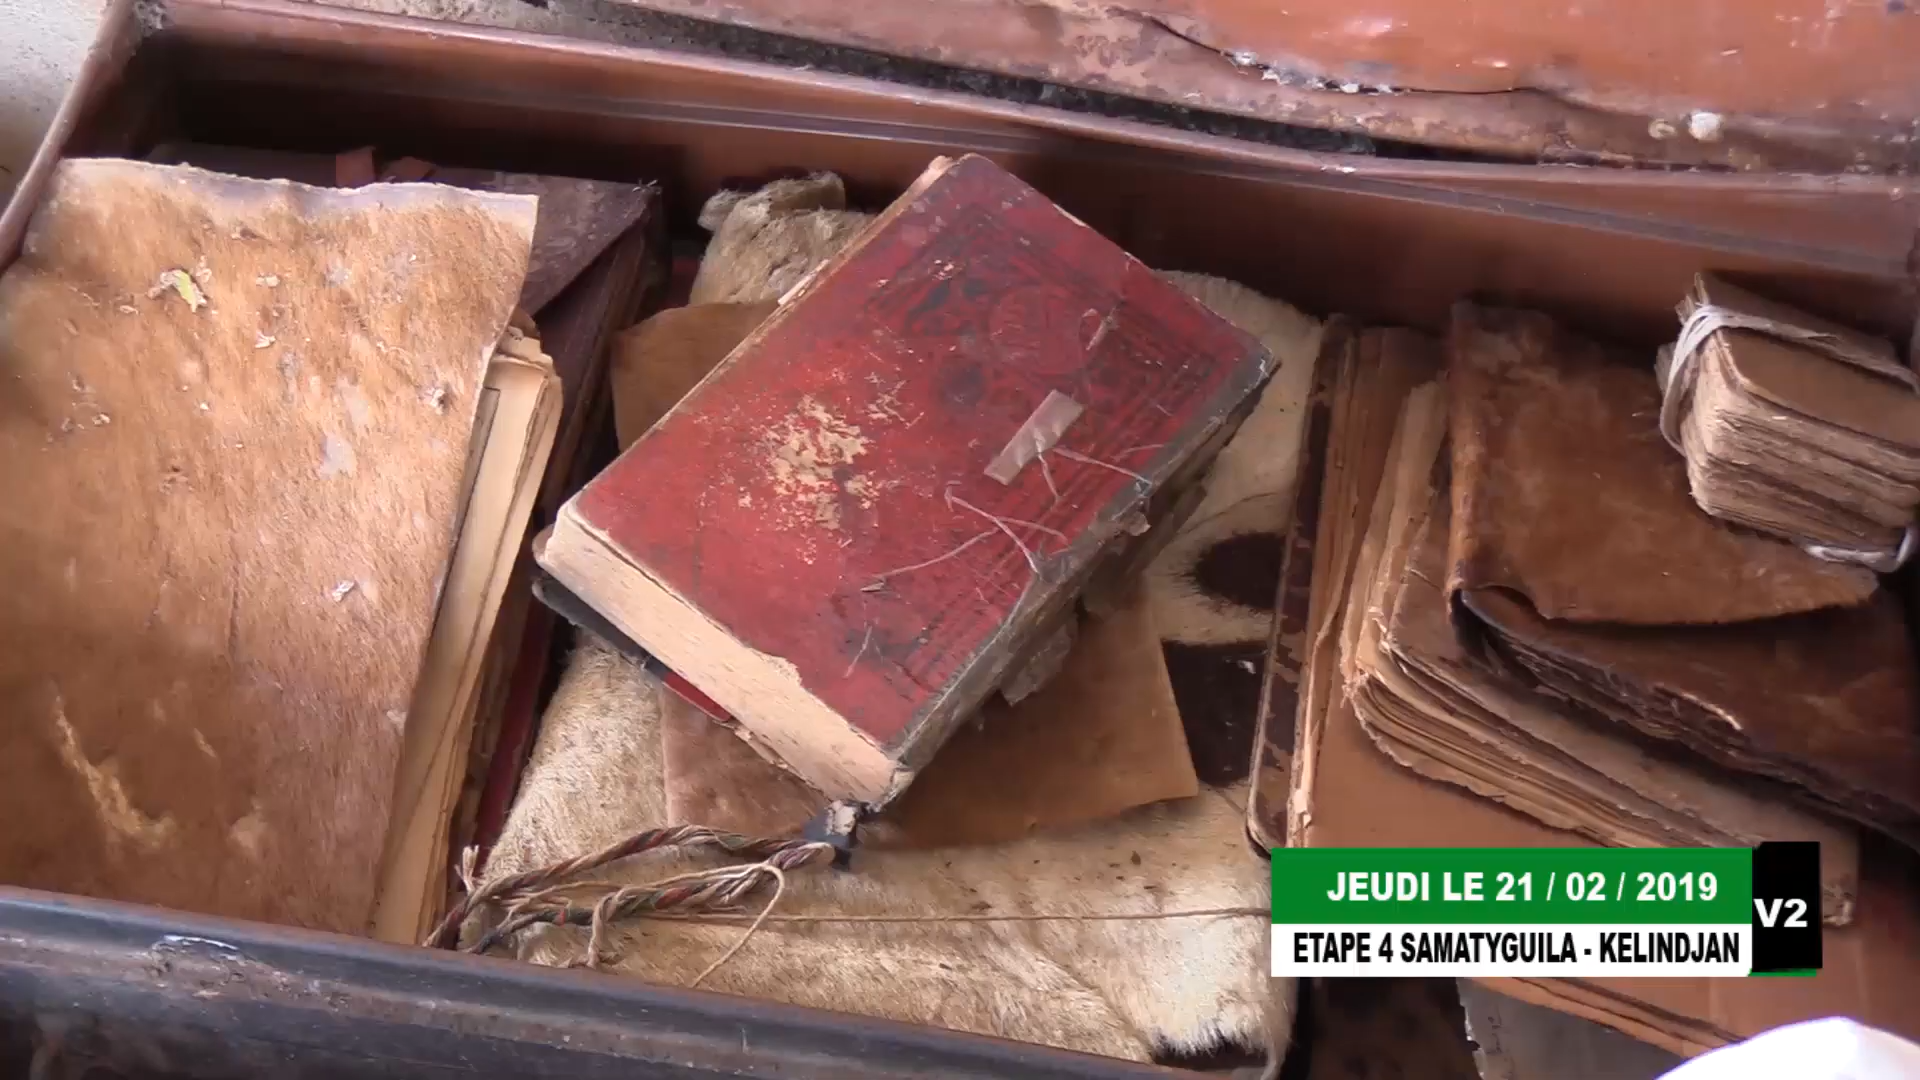 JEUDI LE 21 / 02 / 2019
V2
ETAPE 4 SAMATYGUILA - KELINDJAN